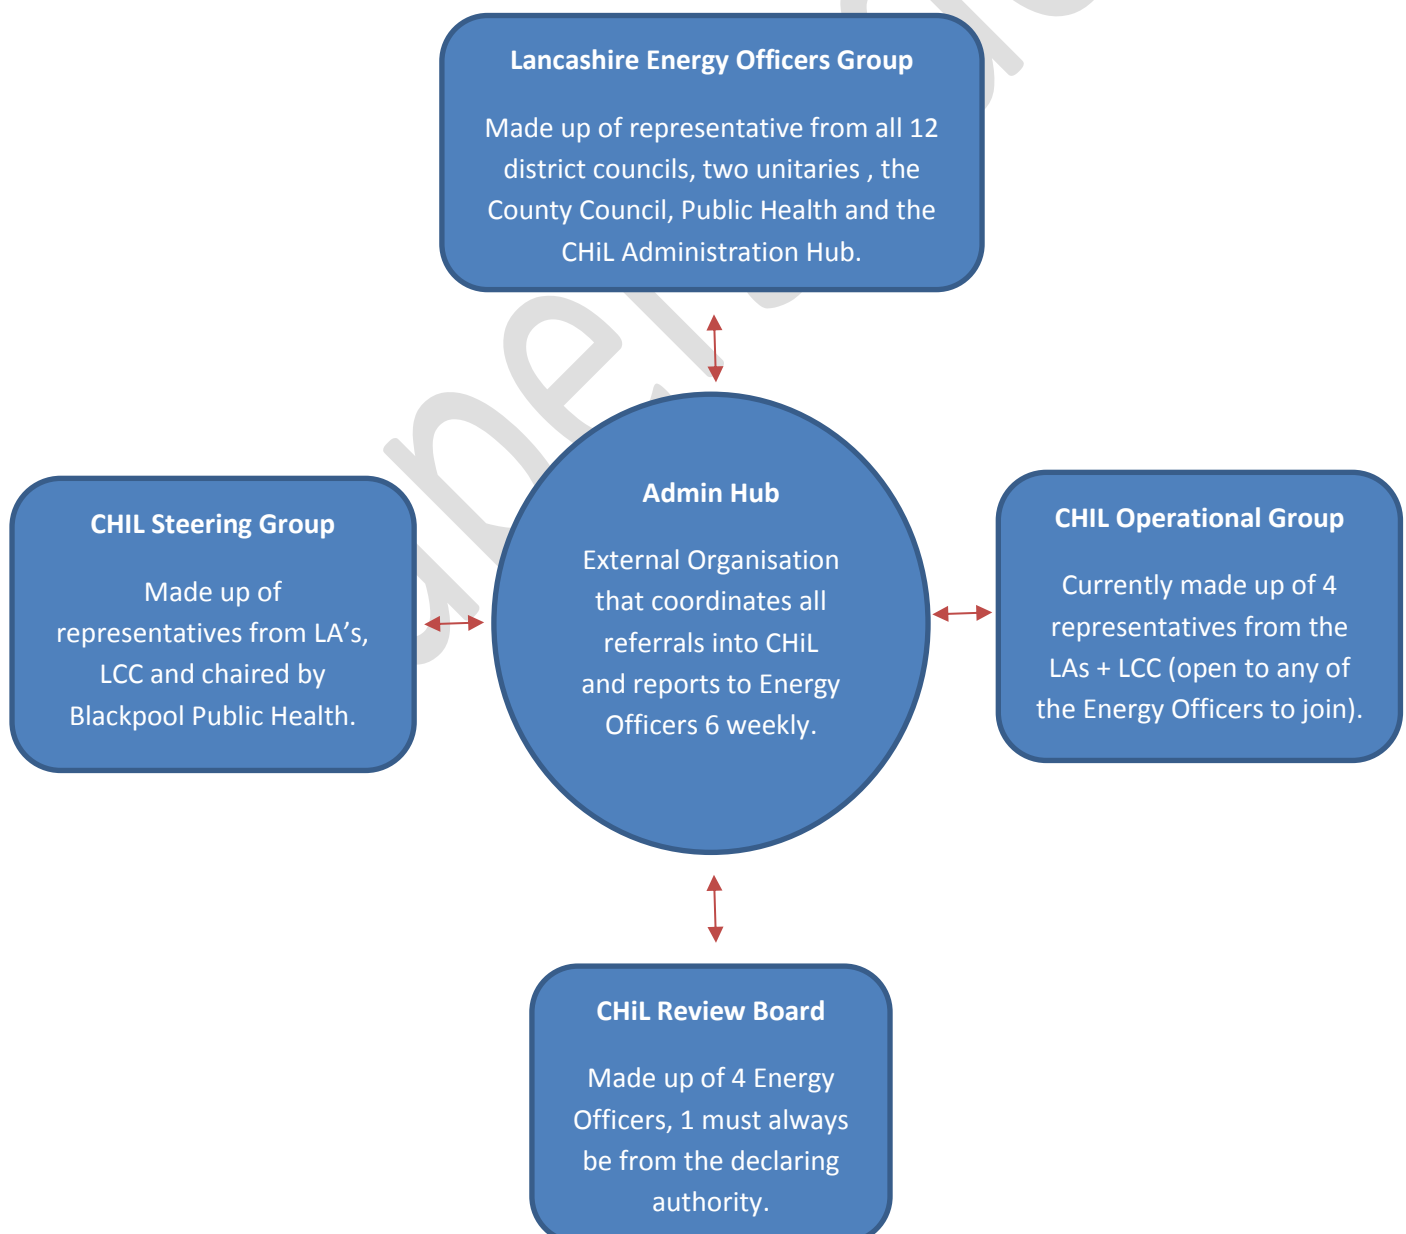 Lancashire Energy Officers Group
Made up of representative from all 12
district councils, two unitaries , the
County Council, Public Health and the
CHiL Administration Hub.
CHIL Steering Group
Made up of
representatives from LA’s,
LCC and chaired by
Blackpool Public Health.
Admin Hub
External Organisation
that coordinates all
referrals into CHiL
and reports to Energy
Officers 6 weekly.
CHIL Operational Group
Currently made up of 4
representatives from the
LAs + LCC (open to any of
the Energy Officers to join).
CHiL Review Board
Made up of 4 Energy
Officers, 1 must always
be from the declaring
authority.